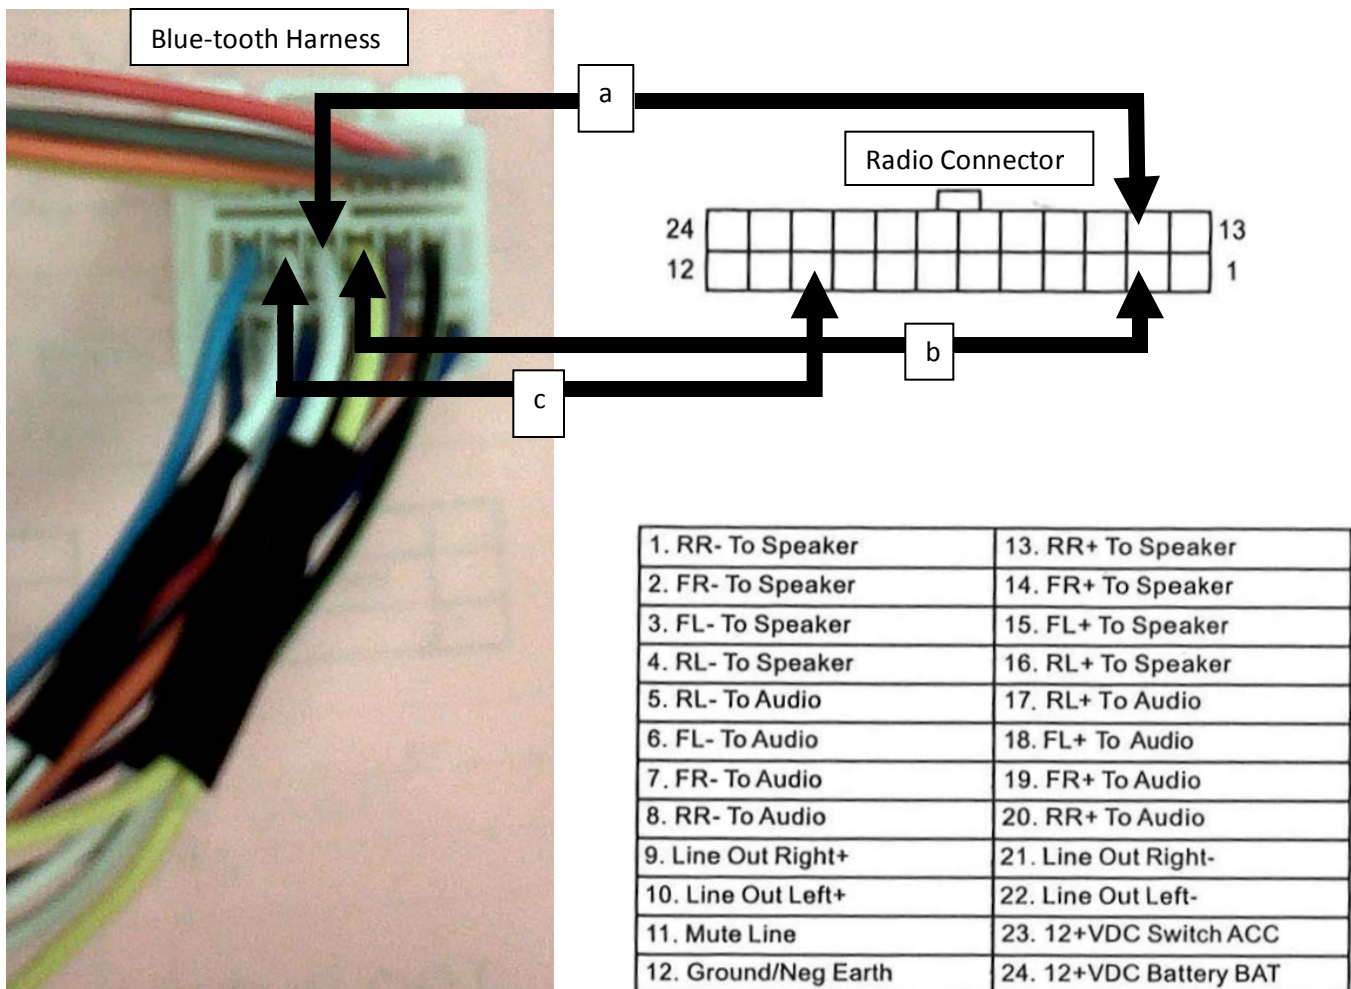 Blue-tooth Harness
a
Radio Connector
24
13
12
1
b
c
1. RR- To Speaker
13. RR+ To Speaker
2. FR- To Speaker
14. FR+ To Speaker
3. FL- To Speaker
15. FL+ To Speaker
4. RL- To Speaker
16. RL+ To Speaker
5. RL- To Audio
17. RL+ To Audio
6. FL- To Audio
18. FL+ To Audio
7. FR- To Audio
19. FR+ To Audio
8. RR- To Audio
20. RR+ To Audio
9. Line Out Right+
21. Line Out Right-
10. Line Out Left+
22. Line Out Left-
11. Mute Line
23. 12+VDC Switch ACC
12. Ground/Neg Earth
24. 12+VDC Battery BAT